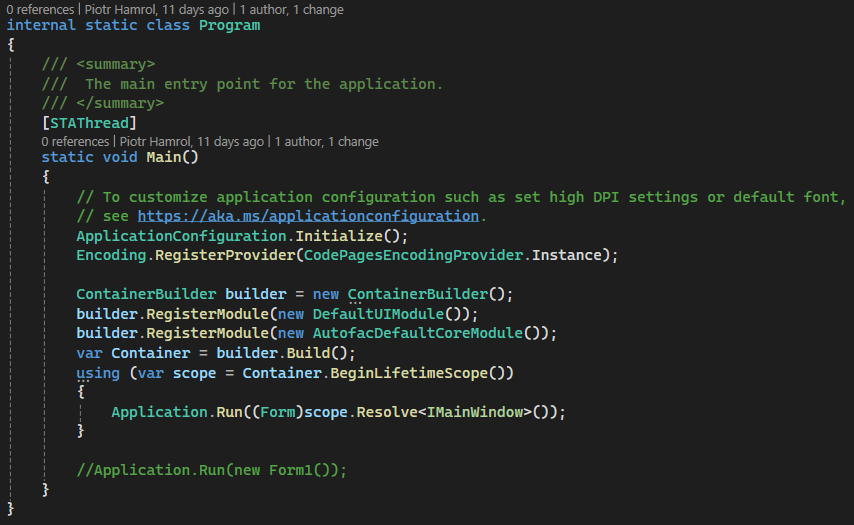 0 references | Piotr Hamrol, 11 days ago | 1 author, 1 change
internal static class Program
{
/// <summary>
///  The main entry point for the application.
/// </summary>
[STAThread]
0 references | Piotr Hamrol, 11 days ago | 1 author, 1 change
static void Main()
{
// To customize application configuration such as set high DPI settings or default font,
// see https://aka.ms/applicationconfiguration.
ApplicationConfiguration.Initialize();
Encoding.RegisterProvider(CodePagesEncodingProvider.Instance);
ContainerBuilder builder = new ContainerBuilder();
builder.RegisterModule(new DefaultUIModule());
builder.RegisterModule(new AutofacDefaultCoreModule());
var Container = builder.Build();
using (var scope = Container.BeginLifetimeScope())
{
Application.Run((Form)scope.Resolve<IMainWindow>());
}
//Application.Run(new Form1());
}
}